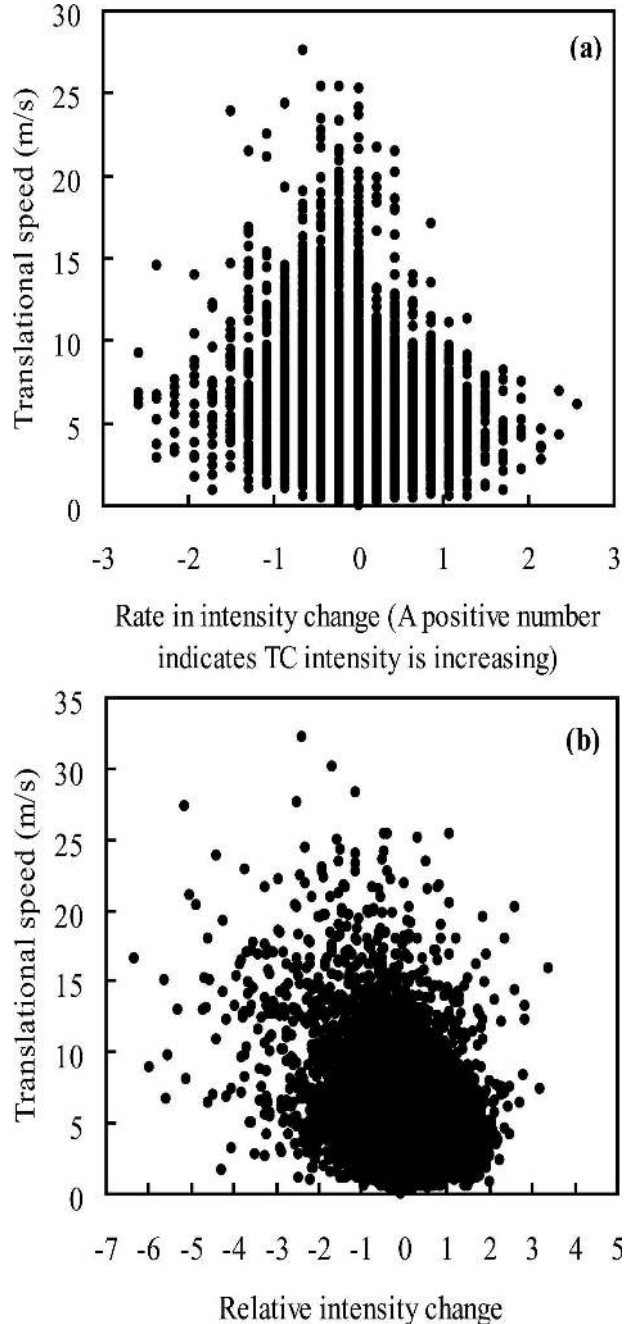 30
(a)
25
20
15
10
5
0
Translational speed (m/s)
-3 -2 -1 0 1 2 3
Rate in intensity change (A positive number
indicates TC intensity is increasing)
35
(b)
30
25
20
15
10
5
0
Translational speed (m/s)
-7 -6 -5 -4 -3 -2 -1 0 1 2 3 4 5
Relative intensity change